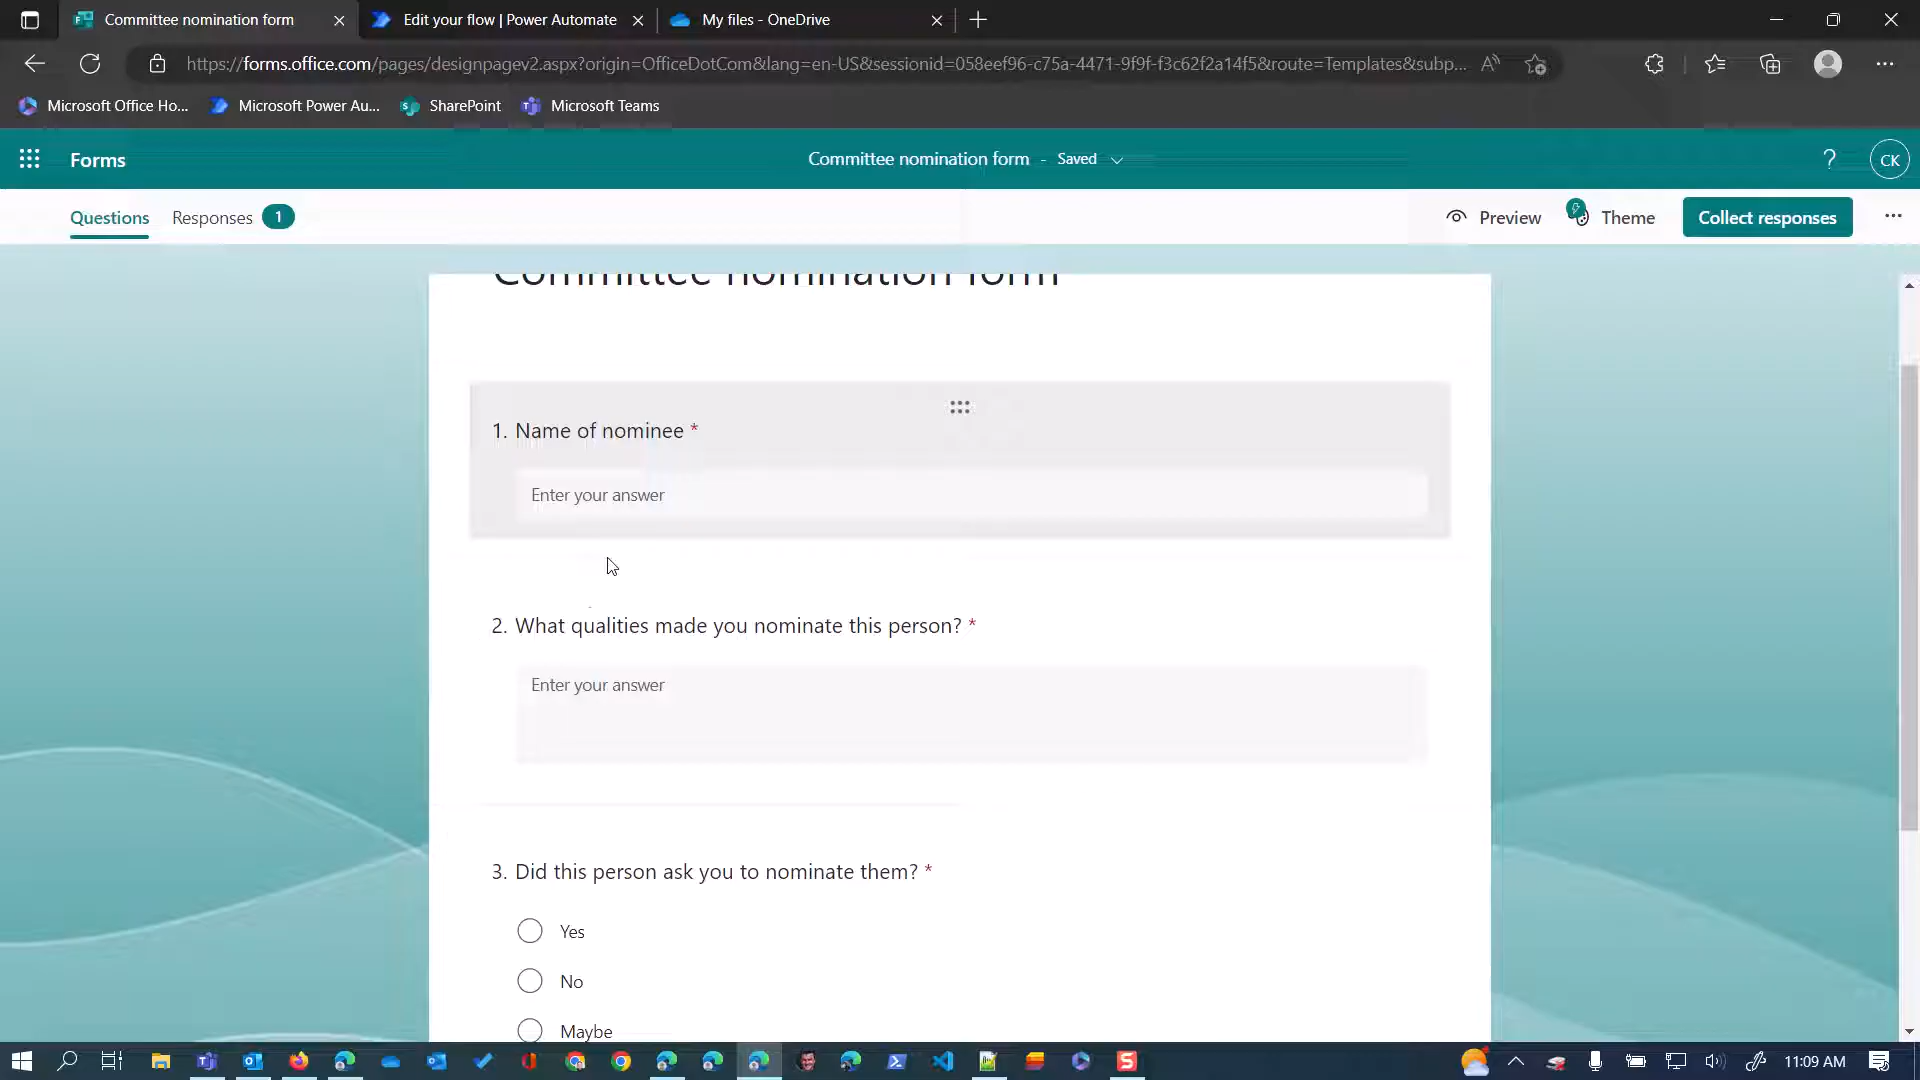 Committee nomination form
Edit your flow | Power Automate
My files - OneDrive
https://forms.office.com/pages/designpagev2.aspx?origin=OfficeDotCom&lang=en-US&sessionid=058eef96-c75a-4471-9f9f-f3c62f2a14f5&route=Templates&subp...
Microsoft Office Ho...
Microsoft Power Au...
SharePoint
Microsoft Teams
Forms
Committee nomination form - Saved
?
CK
Questions
Responses 1
Preview
Theme
Collect responses
Committee nomination form
1. Name of nominee *
Enter your answer
2. What qualities made you nominate this person? *
Enter your answer
3. Did this person ask you to nominate them? *
Yes
No
Maybe
11:09 AM